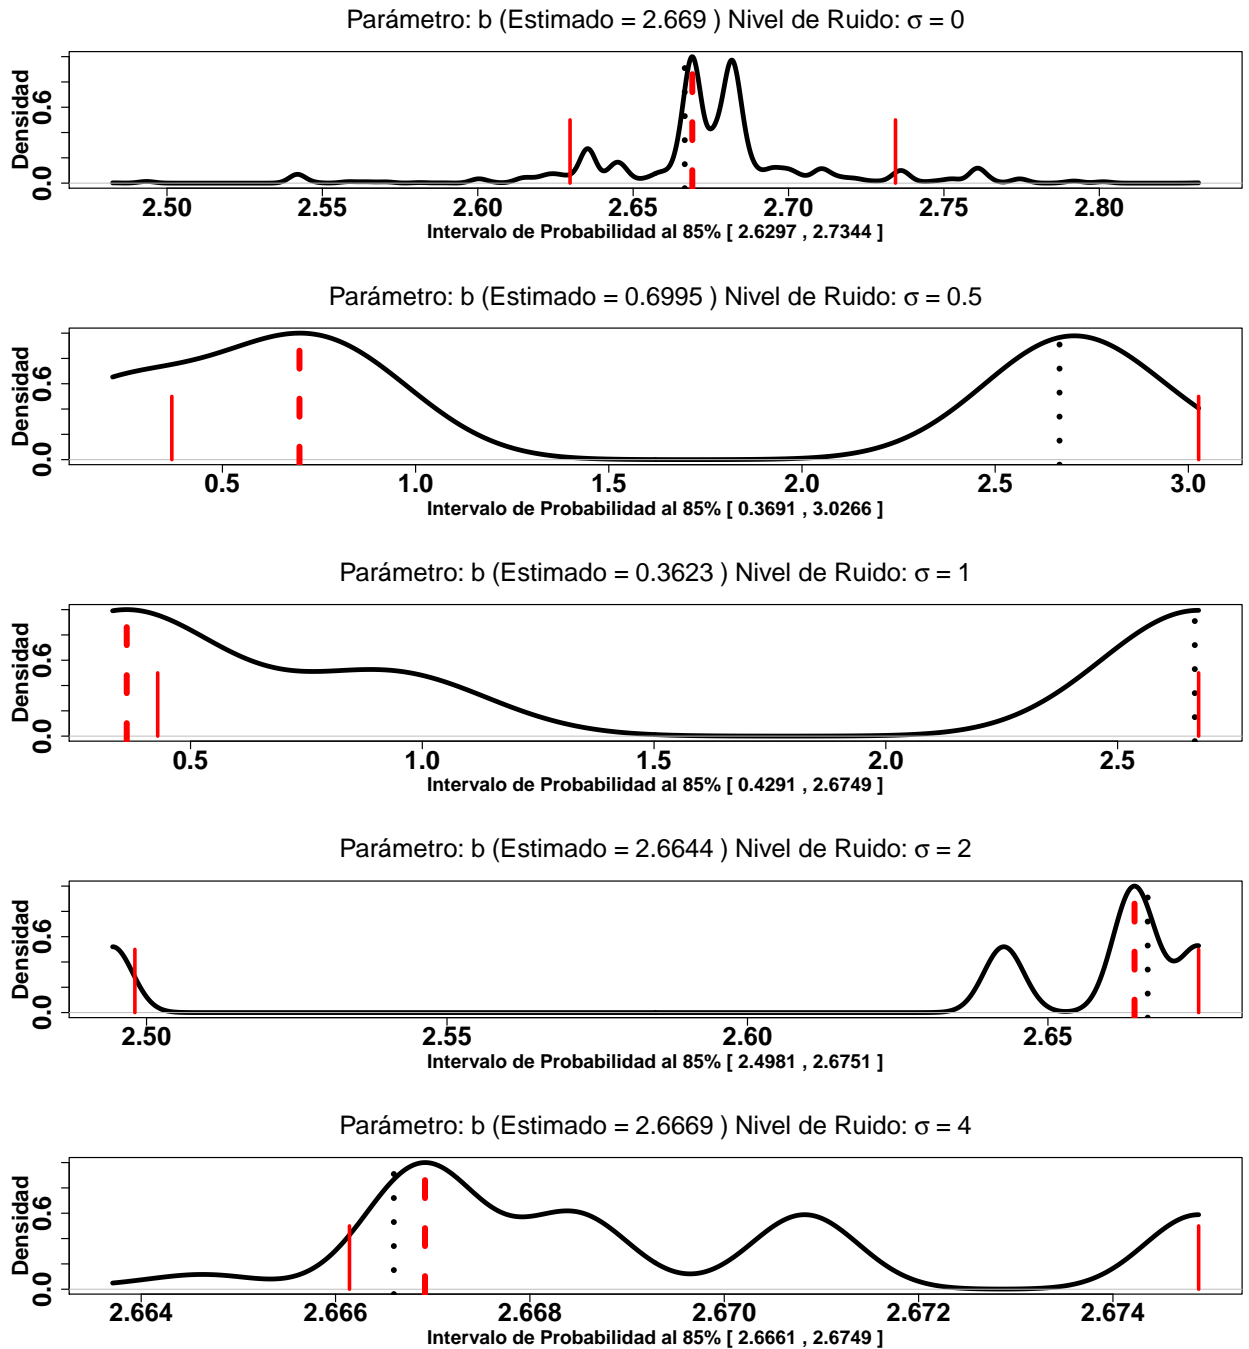 Parámetro: b (Estimado = 2.669 ) Nivel de Ruido: σ = 0
Densidad
0.0 0.6
2.50 2.55 2.60 2.65 2.70 2.75 2.80
Intervalo de Probabilidad al 85% [ 2.6297 , 2.7344 ]
Parámetro: b (Estimado = 0.6995 ) Nivel de Ruido: σ = 0.5
Densidad
0.0 0.6
0.5 1.0 1.5 2.0 2.5 3.0
Intervalo de Probabilidad al 85% [ 0.3691 , 3.0266 ]
Parámetro: b (Estimado = 0.3623 ) Nivel de Ruido: σ = 1
Densidad
0.0 0.6
0.5 1.0 1.5 2.0 2.5
Intervalo de Probabilidad al 85% [ 0.4291 , 2.6749 ]
Parámetro: b (Estimado = 2.6644 ) Nivel de Ruido: σ = 2
Densidad
0.0 0.6
2.50 2.55 2.60 2.65
Intervalo de Probabilidad al 85% [ 2.4981 , 2.6751 ]
Parámetro: b (Estimado = 2.6669 ) Nivel de Ruido: σ = 4
Densidad
0.0 0.6
2.664 2.666 2.668 2.670 2.672 2.674
Intervalo de Probabilidad al 85% [ 2.6661 , 2.6749 ]